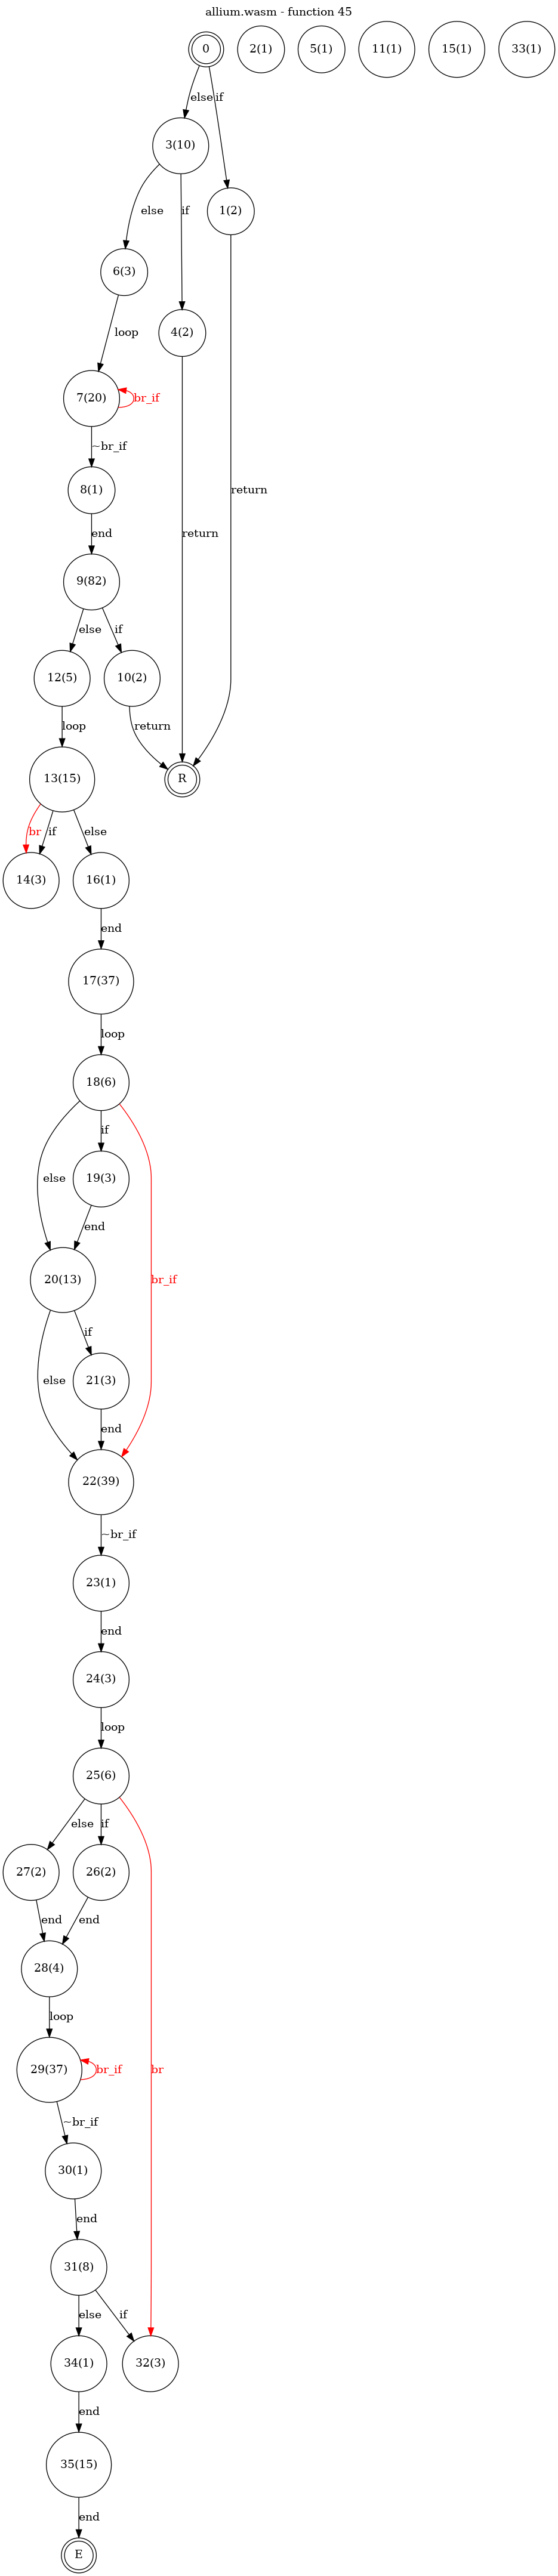 allium.wasm - function 45
0
2(1)
5(1)
11(1)
15(1)
33(1)
else
if
3(10)
1(2)
else
if
6(3)
4(2)
loop
7(20)
br_if
~br_if
8(1)
return
return
end
9(82)
else
if
12(5)
10(2)
loop
return
13(15)
R
br
if
else
14(3)
16(1)
end
17(37)
loop
18(6)
if
else
19(3)
end
20(13)
br_if
if
else
21(3)
end
22(39)
~br_if
23(1)
end
24(3)
loop
25(6)
else
if
27(2)
26(2)
end
end
28(4)
loop
29(37)
br_if
br
~br_if
30(1)
end
31(8)
else
if
34(1)
32(3)
end
35(15)
end
E